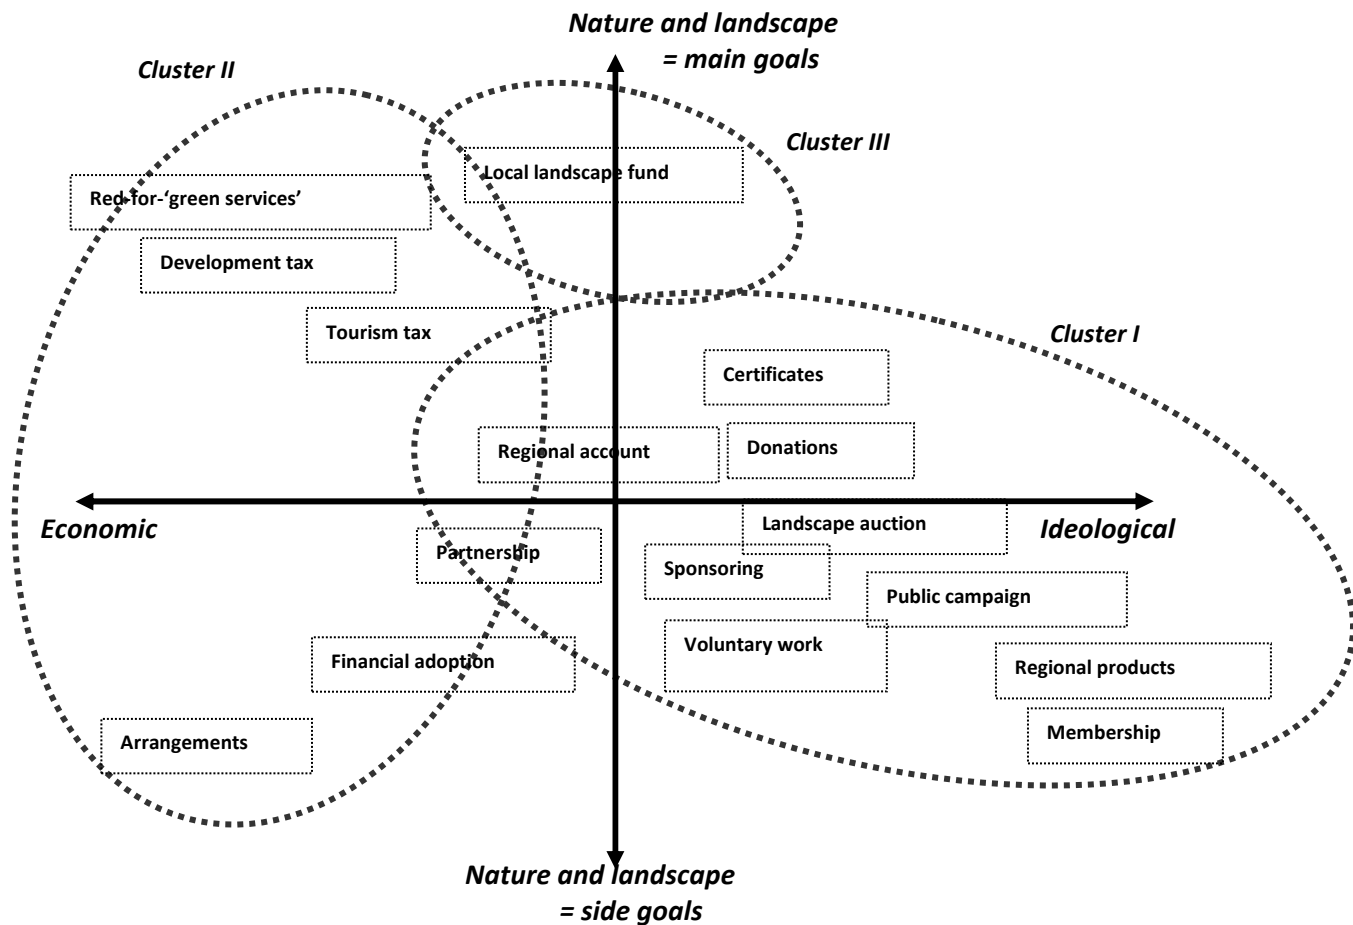 Nature and landscape
= main goals
Cluster II
Cluster III
Local landscape fund
Red-for-‘green services’
Development tax
Tourism tax
Cluster I
Certificates
Regional account
Donations
Economic
Landscape auction
Ideological
Partnership
Sponsoring
Public campaign
Voluntary work
Financial adoption
Regional products
Arrangements
Membership
Nature and landscape
= side goals